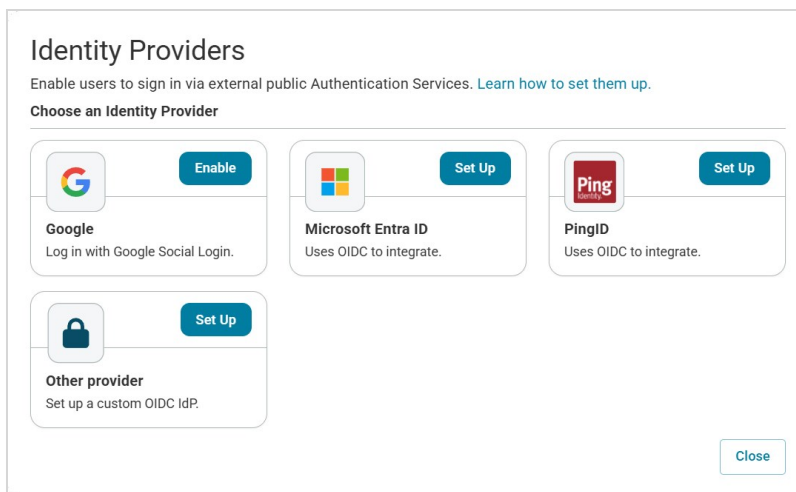 Identity Providers
Enable users to sign in via external public Authentication Services. Learn how to set them up.
Choose an Identity Provider
Enable
Google
Log in with Google Social Login.
Set Up
Microsoft Entra ID
Uses OIDC to integrate.
Ping
Identity.
Set Up
PingID
Uses OIDC to integrate.
Set Up
Other provider
Set up a custom OIDC IdP.
Close